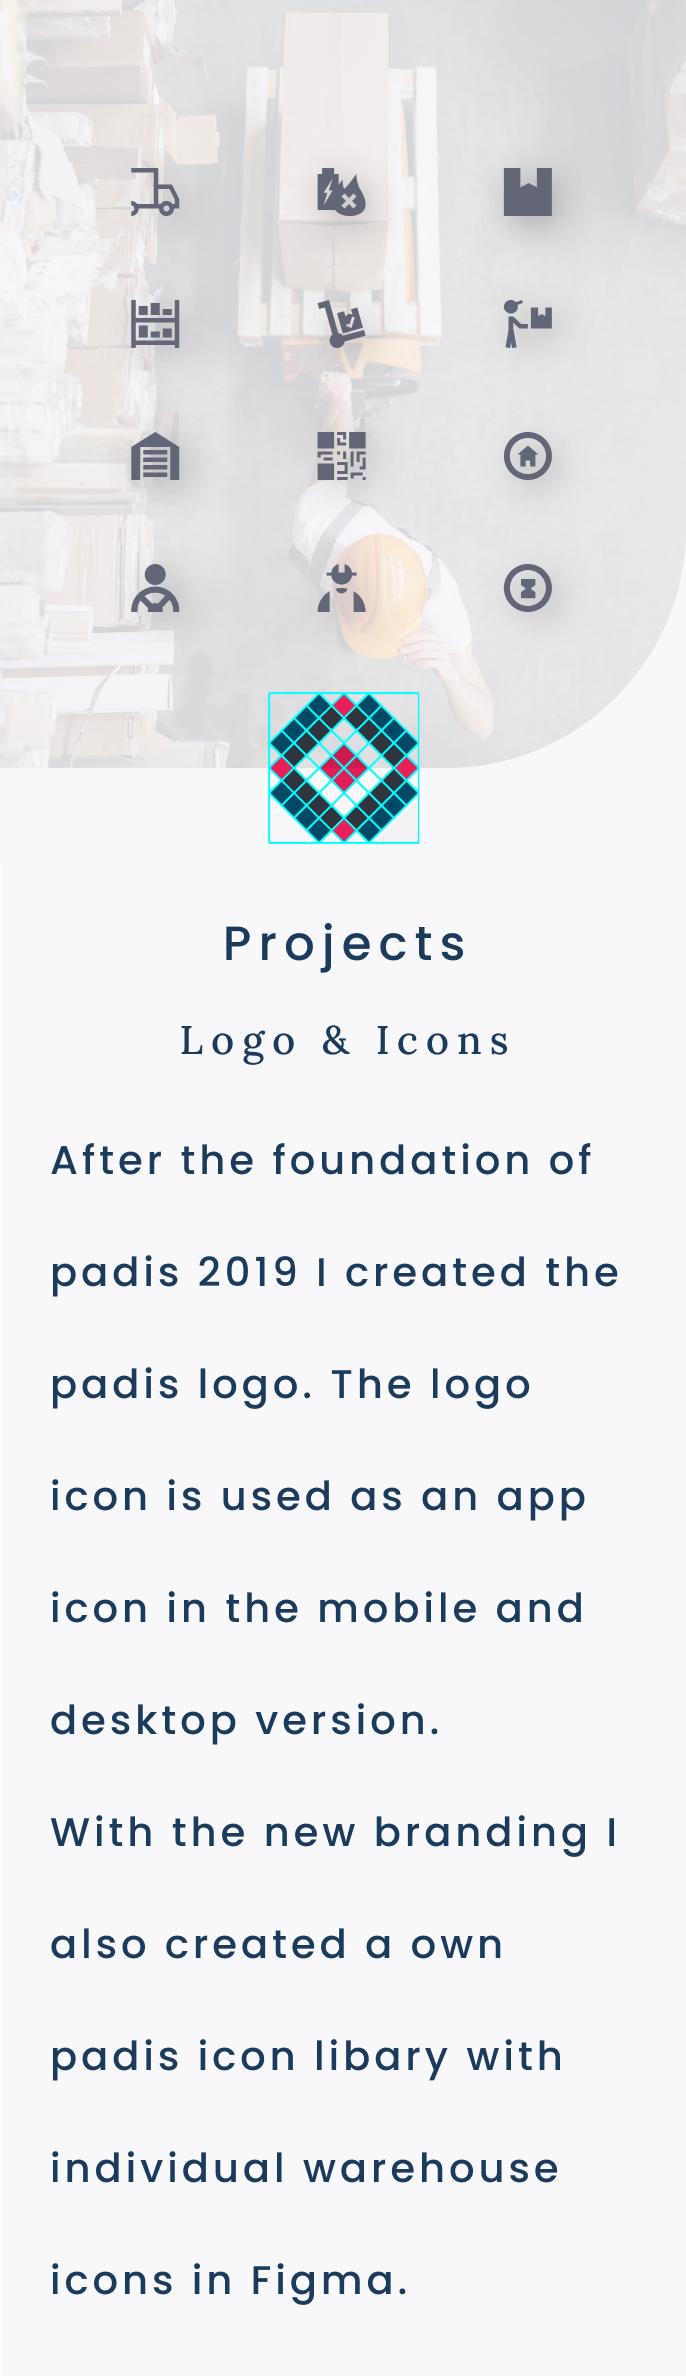 Projects
Logo & Icons
After the foundation of
padis 2019 I created the
padis logo. The logo
icon is used as an app
icon in the mobile and
desktop version.
With the new branding I
also created a own
padis icon libary with
individual warehouse
icons in Figma.